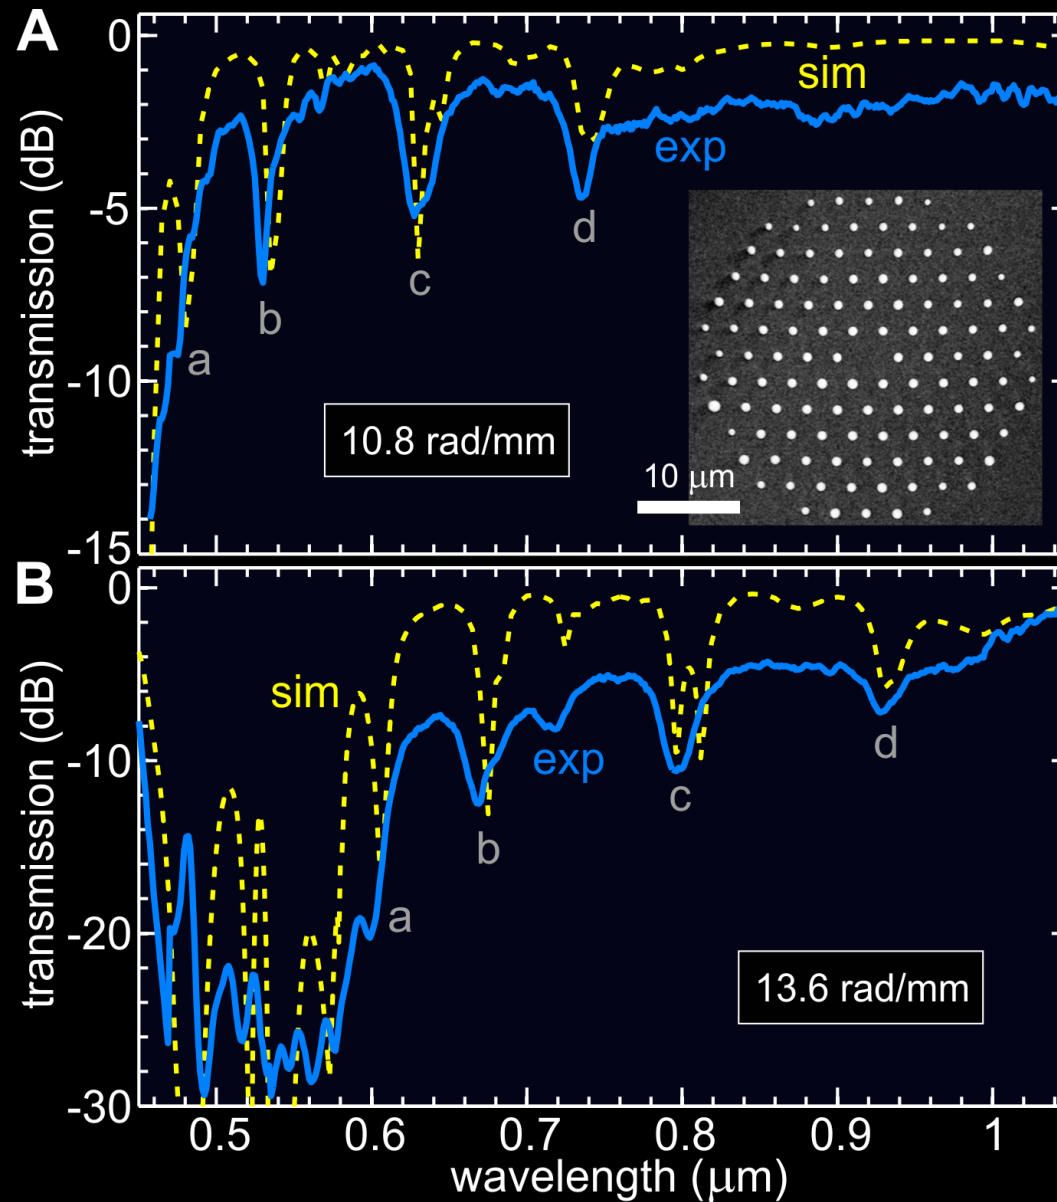 A
0
-5
-10
-15
transmission (dB)
sim
exp
a
b
c
d
10.8 rad/mm
10 μm
B
0
-10
-20
-30
transmission (dB)
sim
exp
a
b
c
d
13.6 rad/mm
0.5 0.6 0.7 0.8 0.9 1
wavelength (μm)